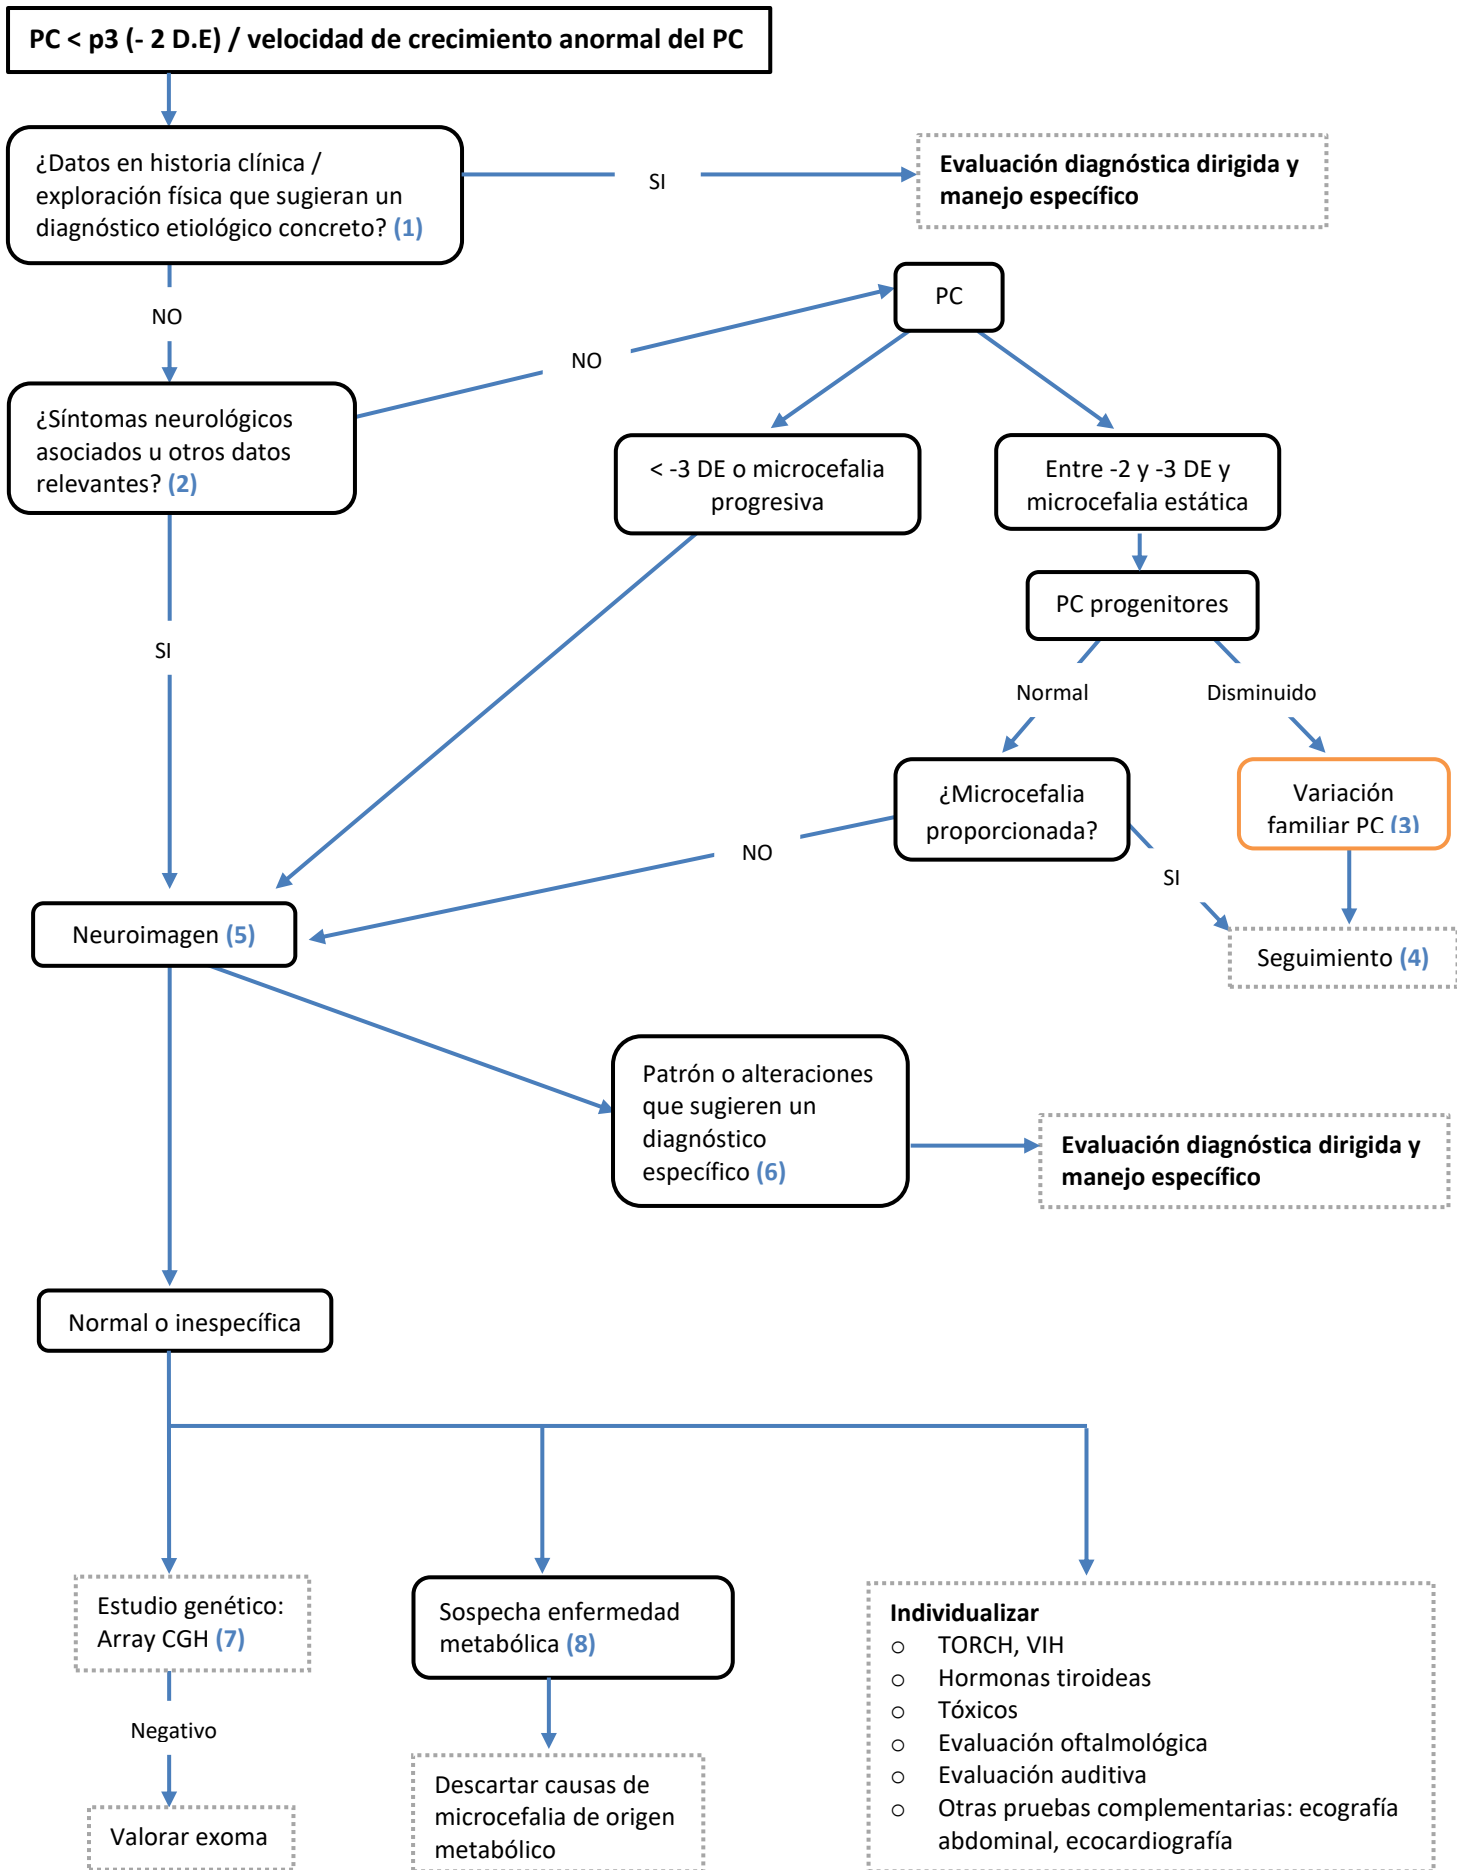 PC < p3 (- 2 D.E) / velocidad de crecimiento anormal del PC
¿Datos en historia clínica /
exploración física que sugieran un
diagnóstico etiológico concreto? (1)
SI
Evaluación diagnóstica dirigida y
manejo específico
NO
PC
NO
¿Síntomas neurológicos
asociados u otros datos
relevantes? (2)
< -3 DE o microcefalia
progresiva
Entre -2 y -3 DE y
microcefalia estática
PC progenitores
SI
Normal
Disminuido
¿Microcefalia
proporcionada?
Variación
familiar PC (3)
NO
SI
Neuroimagen (5)
Seguimiento (4)
Patrón o alteraciones
que sugieren un
diagnóstico
específico (6)
Evaluación diagnóstica dirigida y
manejo específico
Normal o inespecífica
Estudio genético:
Array CGH (7)
Negativo
Valorar exoma
Sospecha enfermedad
metabólica (8)
Descartar causas de
microcefalia de origen
metabólico
Individualizar
o TORCH, VIH
o Hormonas tiroideas
o Tóxicos
o Evaluación oftalmológica
o Evaluación auditiva
o Otras pruebas complementarias: ecografía
abdominal, ecocardiografía